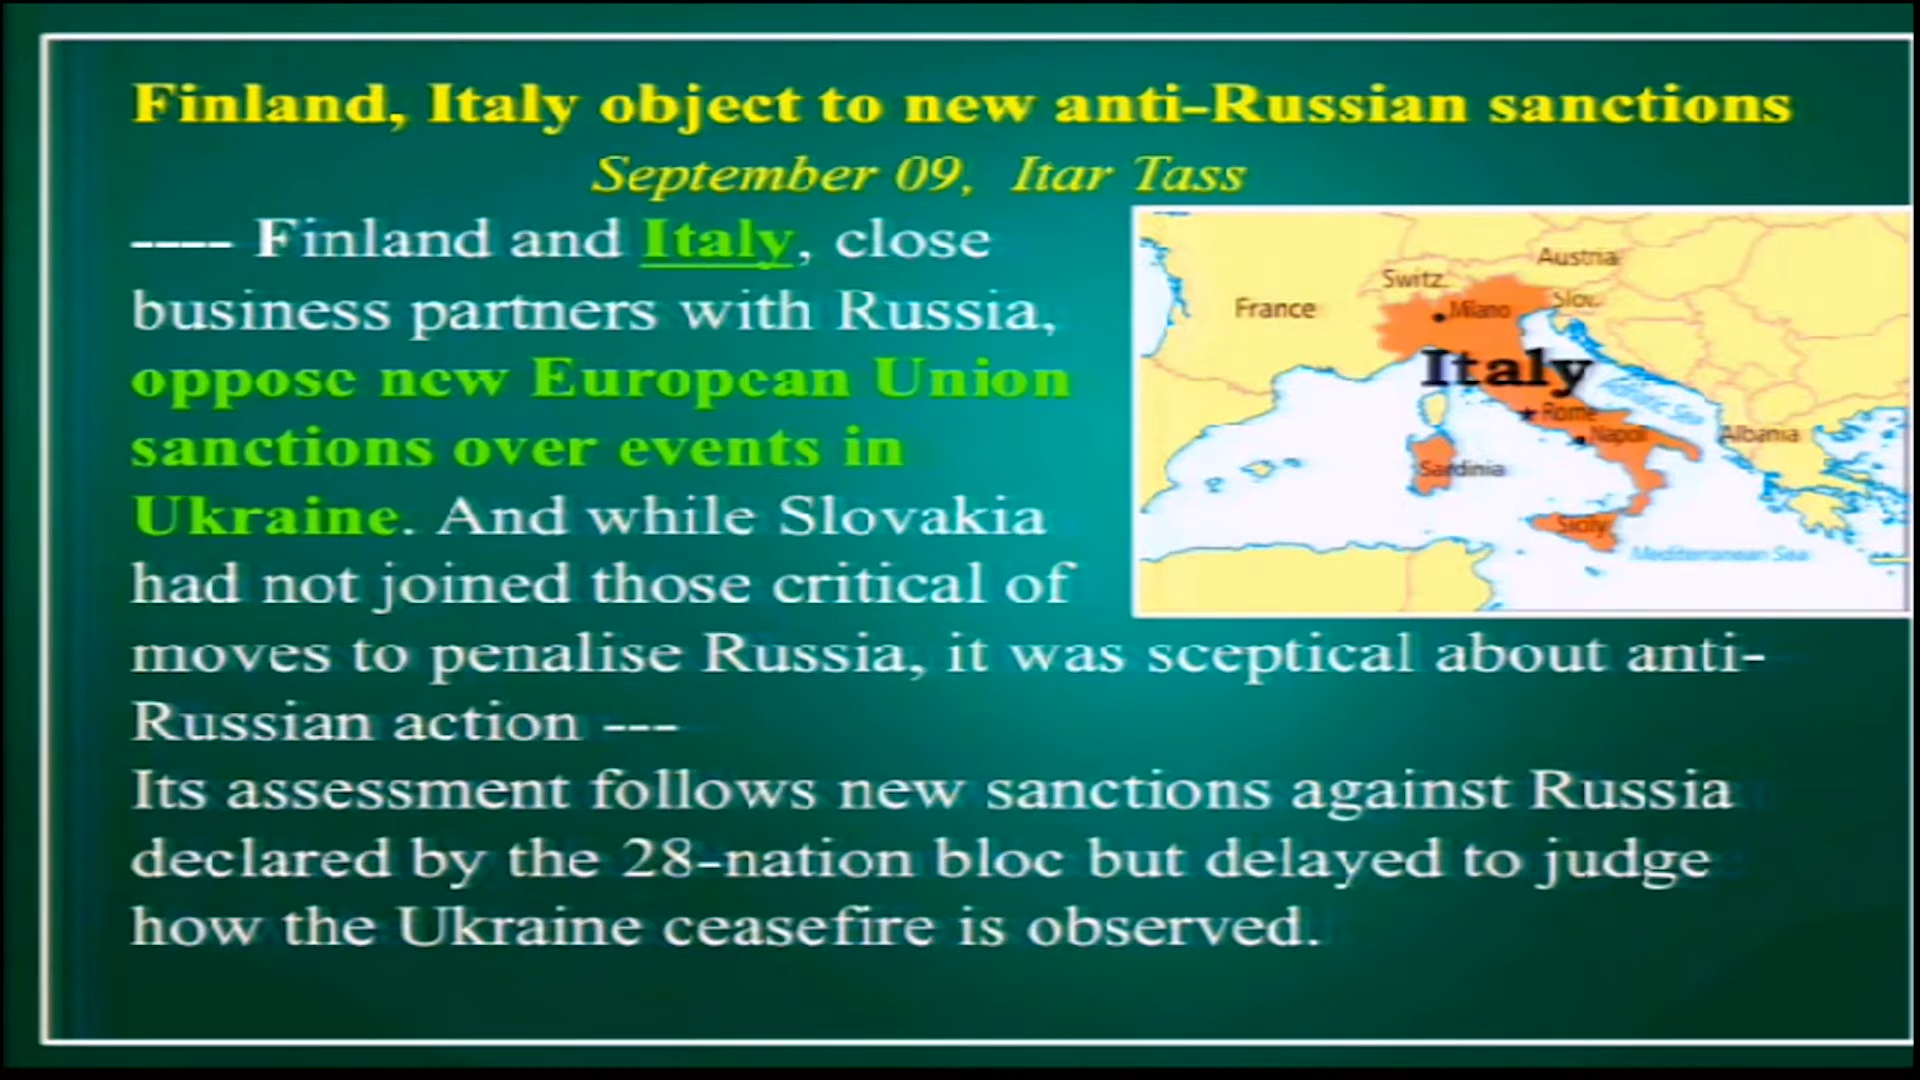 Finland, Italy object to new anti-Russian sanctions
September 09, Itar Tass
---- Finland and Italy, close
business partners with Russia,
oppose new European Union
sanctions over events in
Ukraine. And while Slovakia
had not joined those critical of
moves to penalise Russia, it was sceptical about anti-
Russian action ---
Its assessment follows new sanctions against Russia
declared by the 28-nation bloc but delayed to judge
how the Ukraine ceasefire is observed.
Austria
Switz.
Slov.
France
Milano
Italy
Rome
Napoli
Albania
Sardinia
Sicily
Mediterranean Sea